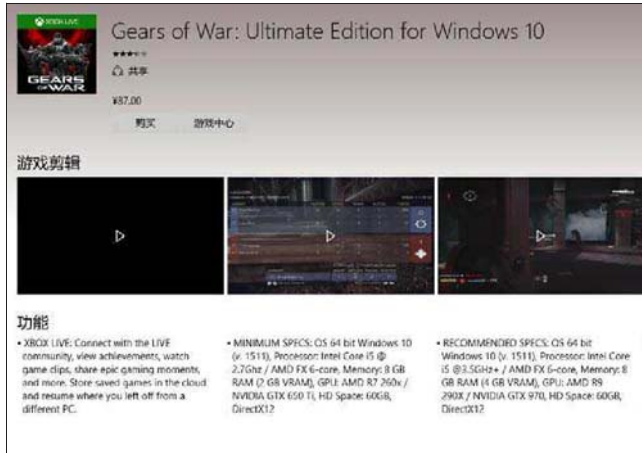 XBOX LIVE
GEARS
OF WAR
Gears of War: Ultimate Edition for Windows 10
共享
¥87.00
购买 游戏中心
游戏剪辑
功能
• XBOX LIVE: Connect with the LIVE
community, view achievements, watch
game clips, share epic gaming moments,
and more. Store saved games in the cloud
and resume where you left off from a
different PC.
• MINIMUM SPECS: OS 64 bit Windows 10
(v. 1511), Processor: Intel Core i5 @
2.7Ghz / AMD FX 6-core, Memory: 8 GB
RAM (2 GB VRAM), GPU: AMD R7 260x /
NVIDIA GTX 650 Ti, HD Space: 60GB,
DirectX12
• RECOMMENDED SPECS: OS 64 bit
Windows 10 (v. 1511), Processor: Intel Core
i5 @3.5GHz+ / AMD FX 6-core, Memory: 8
GB RAM (4 GB VRAM), GPU: AMD R9
290X / NVIDIA GTX 970, HD Space: 60GB,
DirectX12